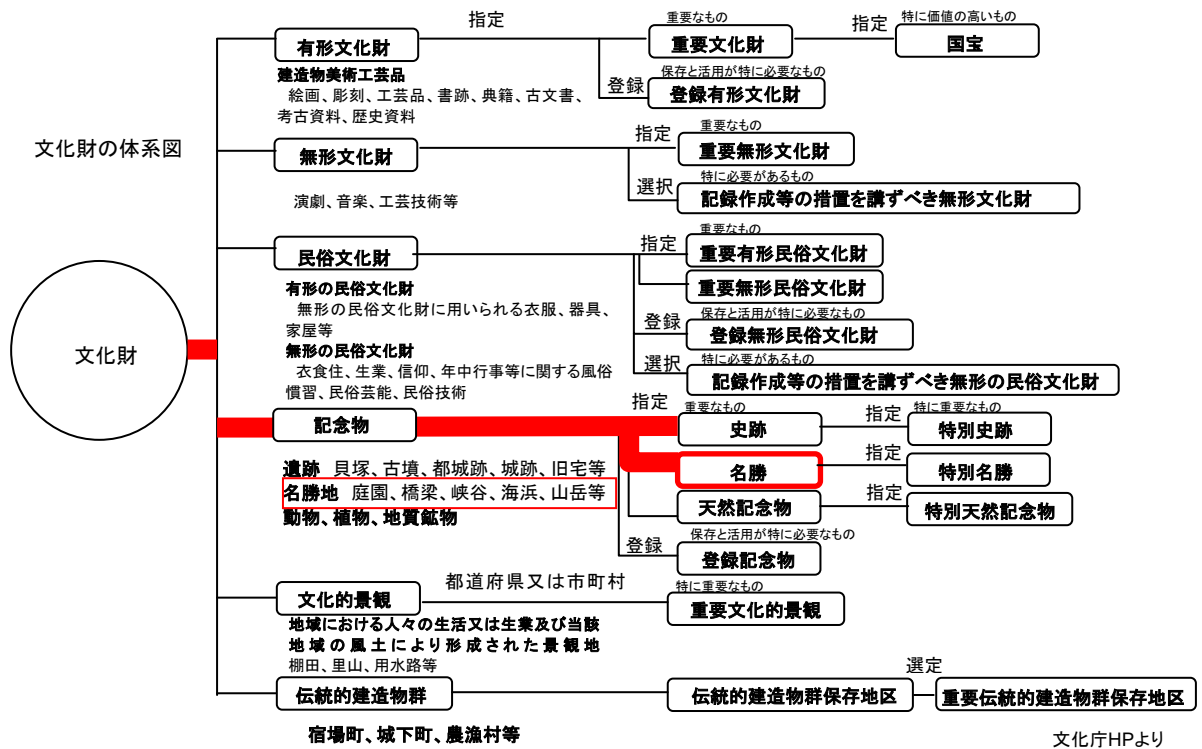 文化財の体系図
文化財
有形文化財
指定
重要なもの
重要文化財
指定
特に価値の高いもの
国宝
建造物美術工芸品
絵画、彫刻、工芸品、書跡、典籍、古文書、
考古資料、歴史資料
登録
保存と活用が特に必要なもの
登録有形文化財
無形文化財
指定
重要なもの
重要無形文化財
演劇、音楽、工芸技術等
選択
特に必要があるもの
記録作成等の措置を講ずべき無形文化財
民俗文化財
指定
重要なもの
重要有形民俗文化財
重要無形民俗文化財
有形の民俗文化財
無形の民俗文化財に用いられる衣服、器具、
家屋等
無形の民俗文化財
衣食住、生業、信仰、年中行事等に関する風俗
慣習、民俗芸能、民俗技術
登録
保存と活用が特に必要なもの
登録無形民俗文化財
選択
特に必要があるもの
記録作成等の措置を講ずべき無形の民俗文化財
記念物
指定
重要なもの
史跡
指定
特に重要なもの
特別史跡
名勝
指定
特別名勝
天然記念物
指定
特別天然記念物
遺跡 貝塚、古墳、都城跡、城跡、旧宅等
名勝地 庭園、橋梁、峡谷、海浜、山岳等
動物、植物、地質鉱物
登録
保存と活用が特に必要なもの
登録記念物
文化的景観
都道府県又は市町村
特に重要なもの
重要文化的景観
地域における人々の生活又は生業及び当該
地域の風土により形成された景観地
棚田、里山、用水路等
伝統的建造物群
伝統的建造物群保存地区
選定
重要伝統的建造物群保存地区
宿場町、城下町、農漁村等
文化庁HPより